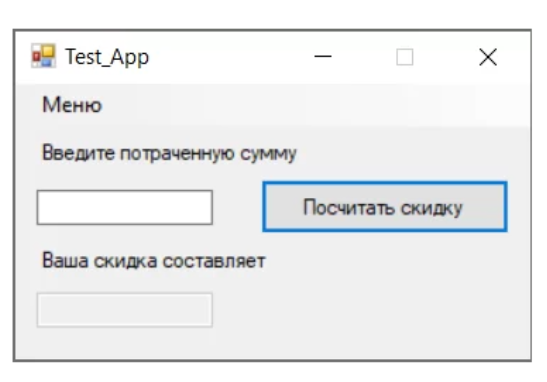 Test_App
Меню
Введите потраченную сумму
Посчитать скидку
Ваша скидка составляет